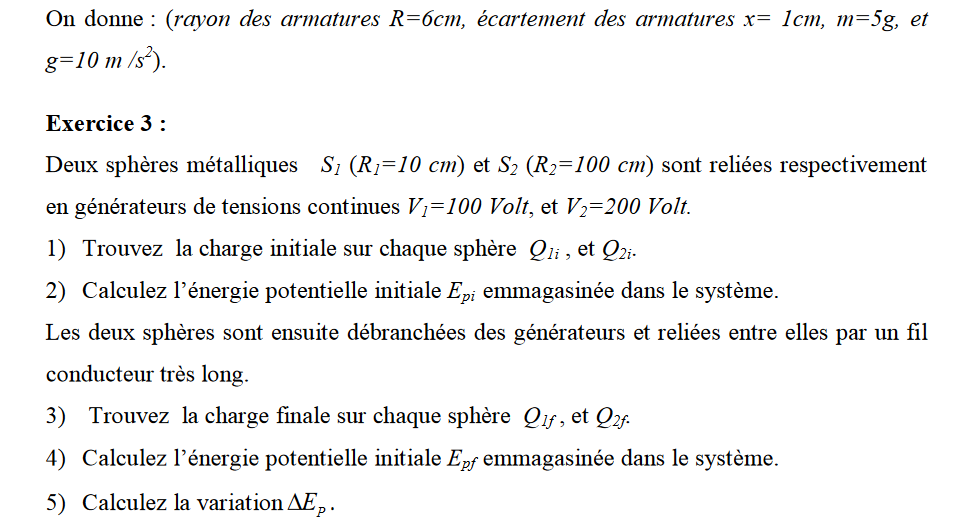 On donne : (rayon des armatures R=6cm, écartement des armatures x= 1cm, m=5g, et
g=10 m /s²).
Exercice 3 :
Deux sphères métalliques S₁ (R₁=10 cm) et S₂ (R₂=100 cm) sont reliées respectivement
en générateurs de tensions continues V₁=100 Volt, et V₂=200 Volt.
1) Trouvez la charge initiale sur chaque sphère Q₁ᵢ , et Q₂ᵢ.
2) Calculez l’énergie potentielle initiale Eₚᵢ emmagasinée dans le système.
Les deux sphères sont ensuite débranchées des générateurs et reliées entre elles par un fil
conducteur très long.
3) Trouvez la charge finale sur chaque sphère Q1f , et Q2f.
4) Calculez l’énergie potentielle initiale Epf emmagasinée dans le système.
5) Calculez la variation ΔEₚ .